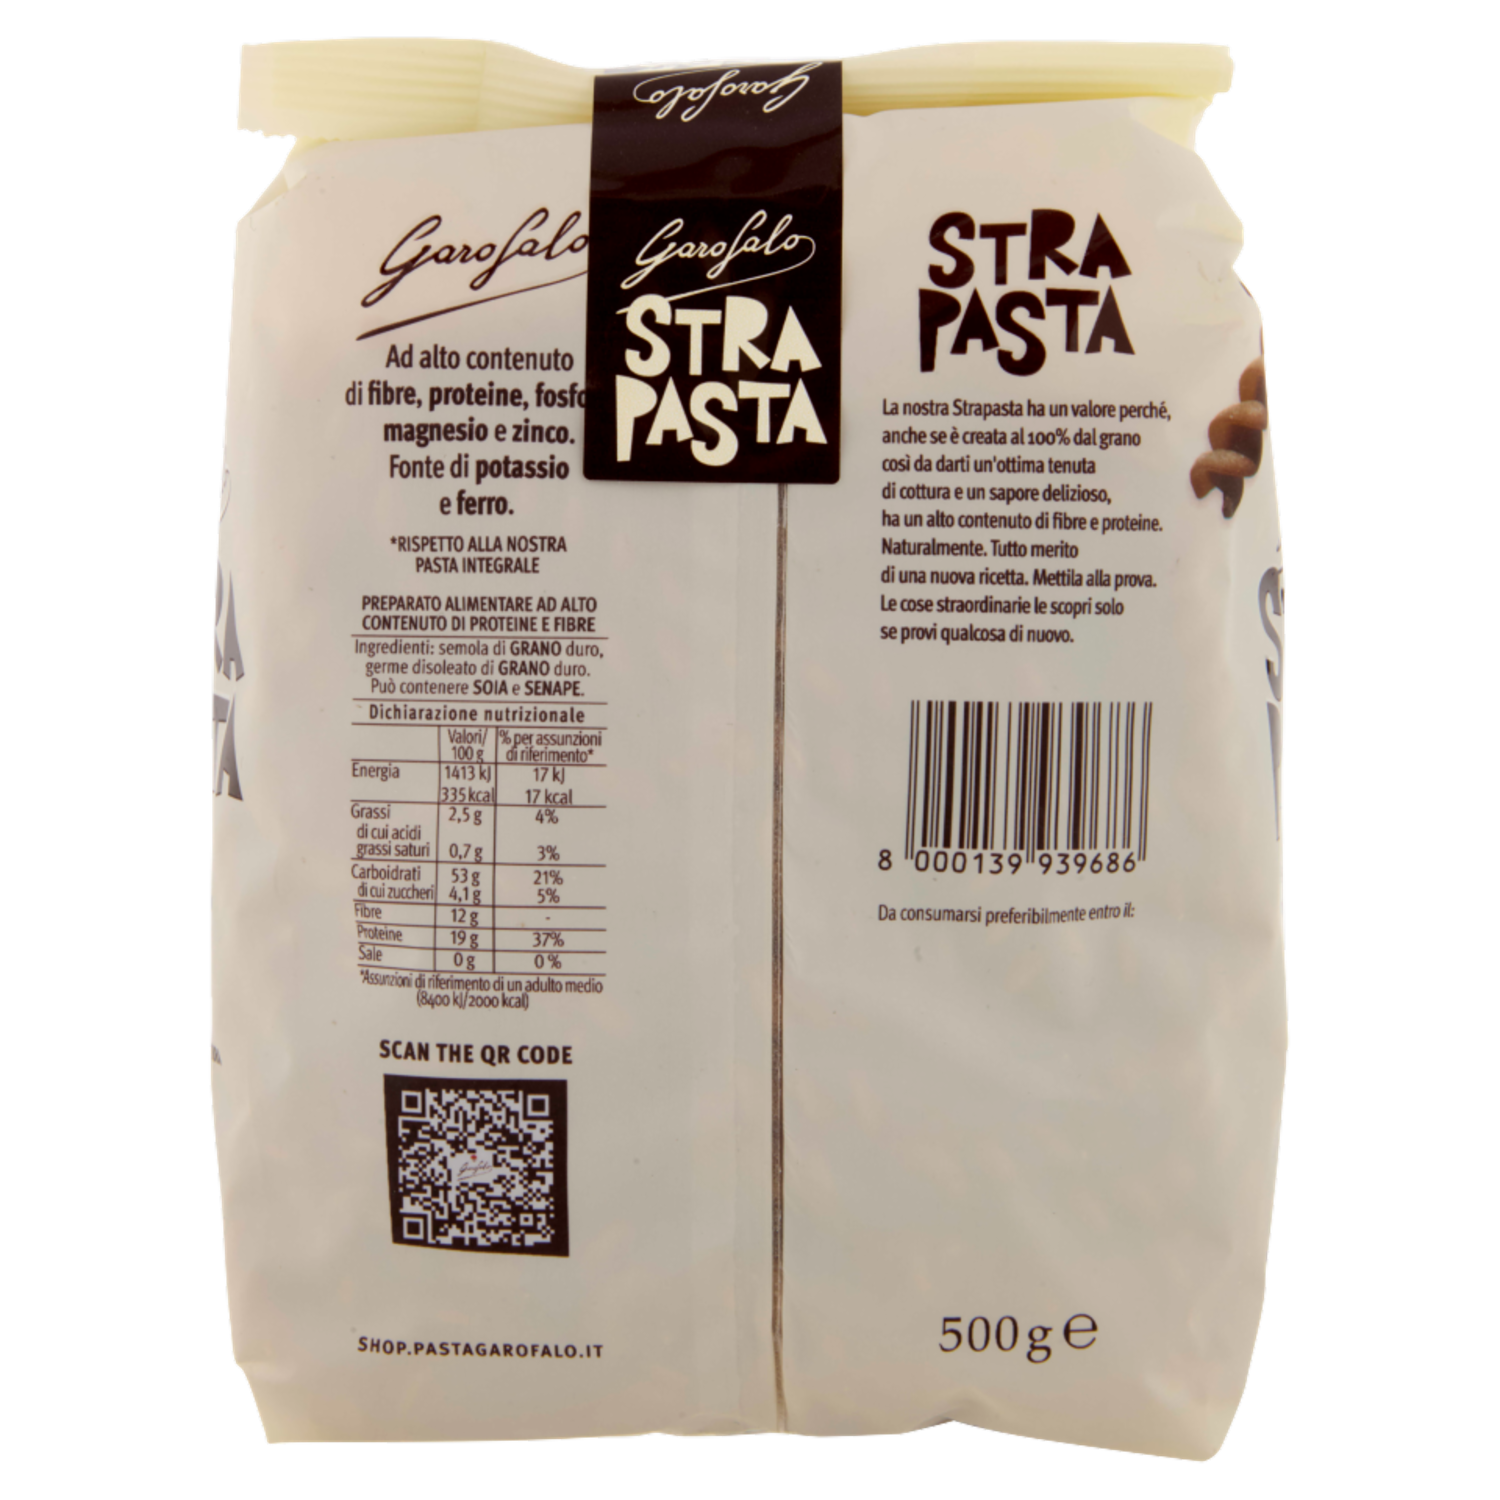 Garofalo
Garofalo
STRA
PASTA
Garofalo
Ad alto contenuto
di fibre, proteine, fosfo
magnesio e zinco.
Fonte di potassio
e ferro.
*RISPETTO ALLA NOSTRA
PASTA INTEGRALE
PREPARATO ALIMENTARE AD ALTO
CONTENUTO DI PROTEINE E FIBRE
Ingredienti: semola di GRANO duro,
germe disoleato di GRANO duro.
Può contenere SOIA e SENAPE.
Dichiarazione nutrizionale
Valori/ % per assunzioni
100 g di riferimento*
Energia 1413 kJ 17 kJ
335 kcal 17 kcal
Grassi 2,5 g 4%
di cui acidi
grassi saturi 0,7 g 3%
Carboidrati 53 g 21%
di cui zuccheri 4,1 g 5%
Fibre 12 g -
Proteine 19 g 37%
Sale 0 g 0 %
*Assunzioni di riferimento di un adulto medio
(8400 kJ/2000 kcal)
SCAN THE QR CODE
Garofalo
SHOP.PASTAGAROFALO.IT
STRA
PASTA
La nostra Strapasta ha un valore perché,
anche se è creata al 100% dal grano
così da darti un'ottima tenuta
di cottura e un sapore delizioso,
ha un alto contenuto di fibre e proteine.
Naturalmente. Tutto merito
di una nuova ricetta. Mettila alla prova.
Le cose straordinarie le scopri solo
se provi qualcosa di nuovo.
8 000139 939686
Da consumarsi preferibilmente entro il:
500 g e
RA
TA